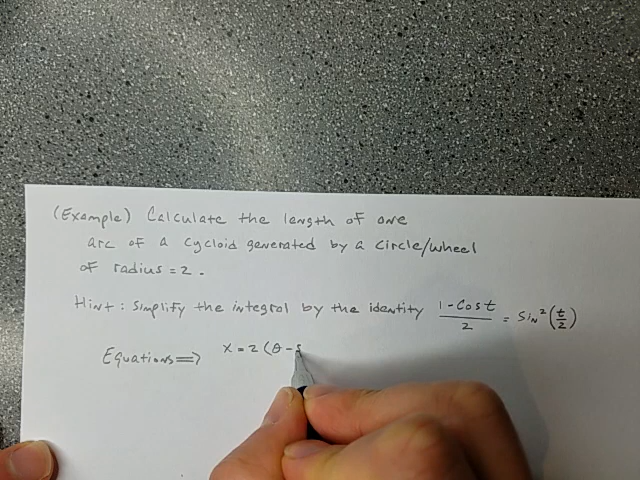 (Example) Calculate the length of one
arc of a cycloid generated by a circle/wheel
of radius = 2.
Hint: Simplify the integral by the identity (1 - Cos t)/2 = Sin²(t/2)
Equations ⇒ x = 2(θ -